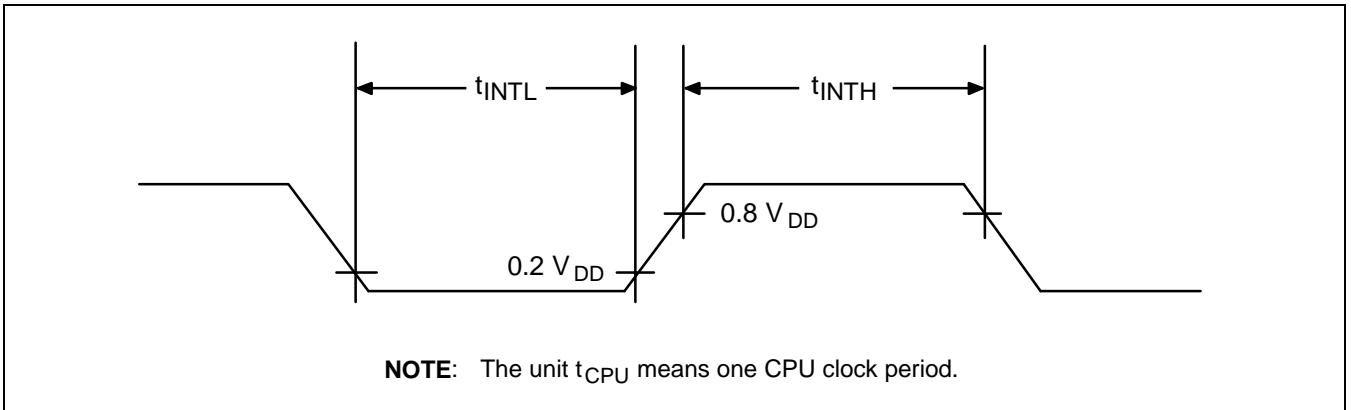 tINTL
tINTH
0.8 VDD
0.2 VDD
NOTE: The unit tCPU means one CPU clock period.